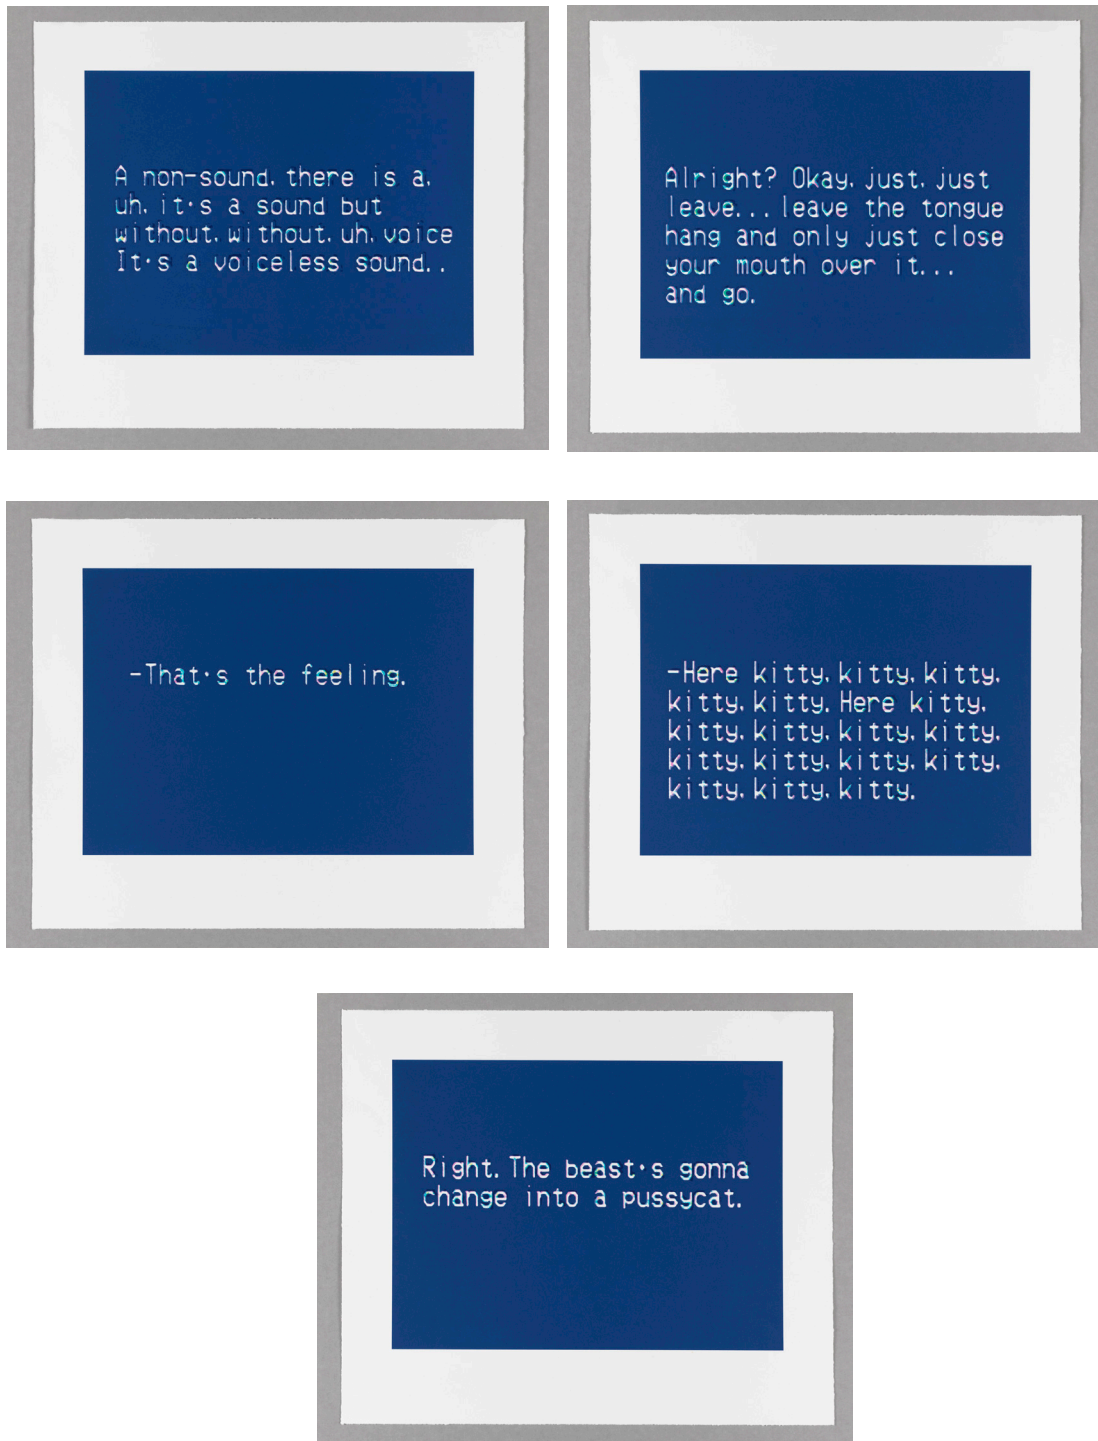 A non-sound, there is a,
uh, it's a sound but
without, without, uh, voice
It's a voiceless sound..
Alright? Okay, just, just
leave...leave the tongue
hang and only just close
your mouth over it...
and go.
-That's the feeling.
-Here kitty, kitty, kitty,
kitty, kitty. Here kitty,
kitty, kitty, kitty, kitty,
kitty, kitty, kitty, kitty,
kitty, kitty, kitty.
Right. The beast's gonna
change into a pussycat.